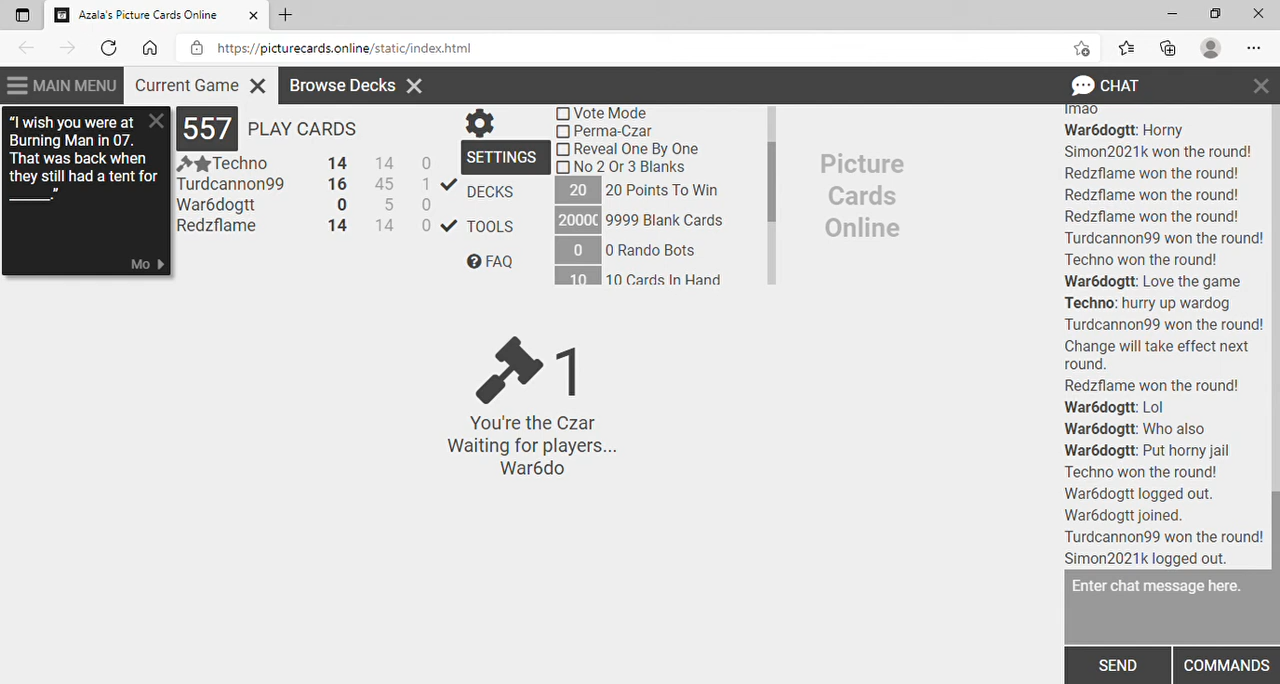 Azala's Picture Cards Online
https://picturecards.online/static/index.html
MAIN MENU
Current Game
Browse Decks
CHAT
“I wish you were at
Burning Man in 07.
That was back when
they still had a tent for
_____.”
Mo
557 PLAY CARDS
Techno 14 14 0
Turdcannon99 16 45 1
War6dogtt 0 5 0
Redzflame 14 14 0
SETTINGS
DECKS
TOOLS
FAQ
Vote Mode
Perma-Czar
Reveal One By One
No 2 Or 3 Blanks
20 20 Points To Win
20000 9999 Blank Cards
0 0 Rando Bots
10 10 Cards In Hand
Picture
Cards
Online
1
You're the Czar
Waiting for players...
War6do
lmao
War6dogtt: Horny
Simon2021k won the round!
Redzflame won the round!
Redzflame won the round!
Redzflame won the round!
Turdcannon99 won the round!
Techno won the round!
War6dogtt: Love the game
Techno: hurry up wardog
Turdcannon99 won the round!
Change will take effect next
round.
Redzflame won the round!
War6dogtt: Lol
War6dogtt: Who also
War6dogtt: Put horny jail
Techno won the round!
War6dogtt logged out.
War6dogtt joined.
Turdcannon99 won the round!
Simon2021k logged out.
Enter chat message here.
SEND
COMMANDS